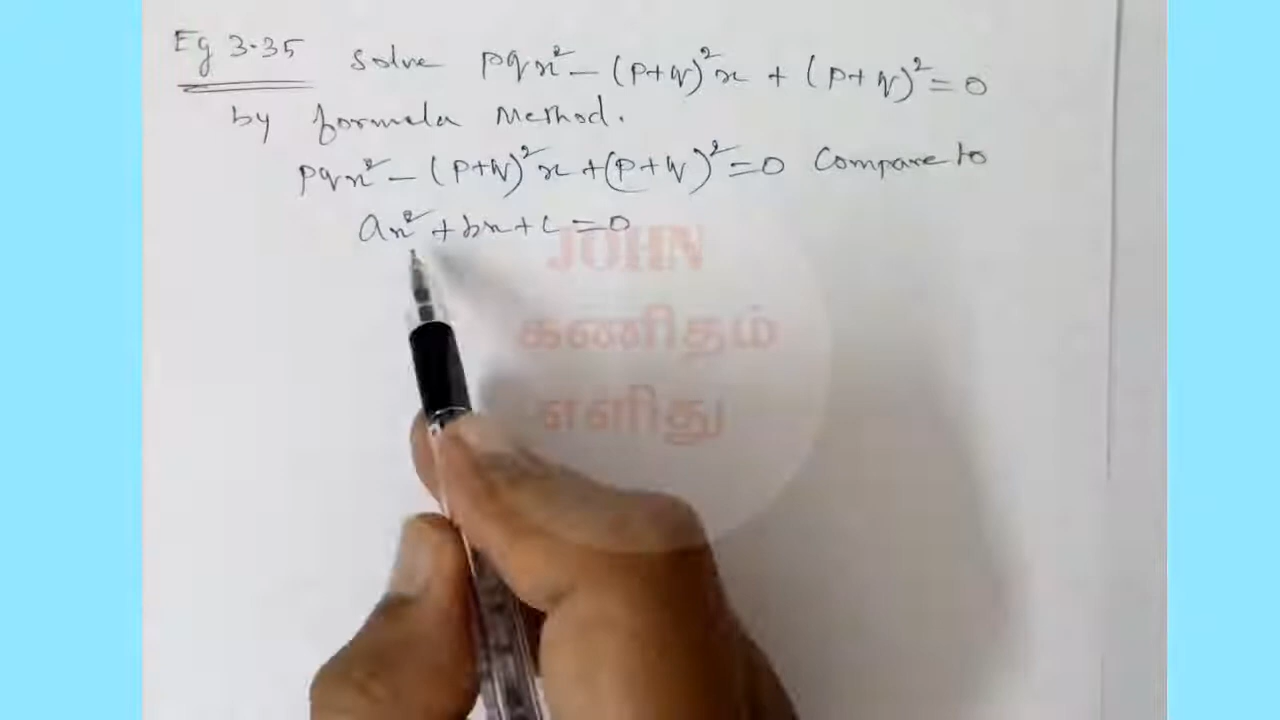 Eg 3.35 solve pqx² - (p+q)²x + (p+q)² = 0
by formula Method.
pqx² - (p+q)²x + (p+q)² = 0 Compare to
ax² + bx + c = 0
JOHN
கணிதம்
எளிது